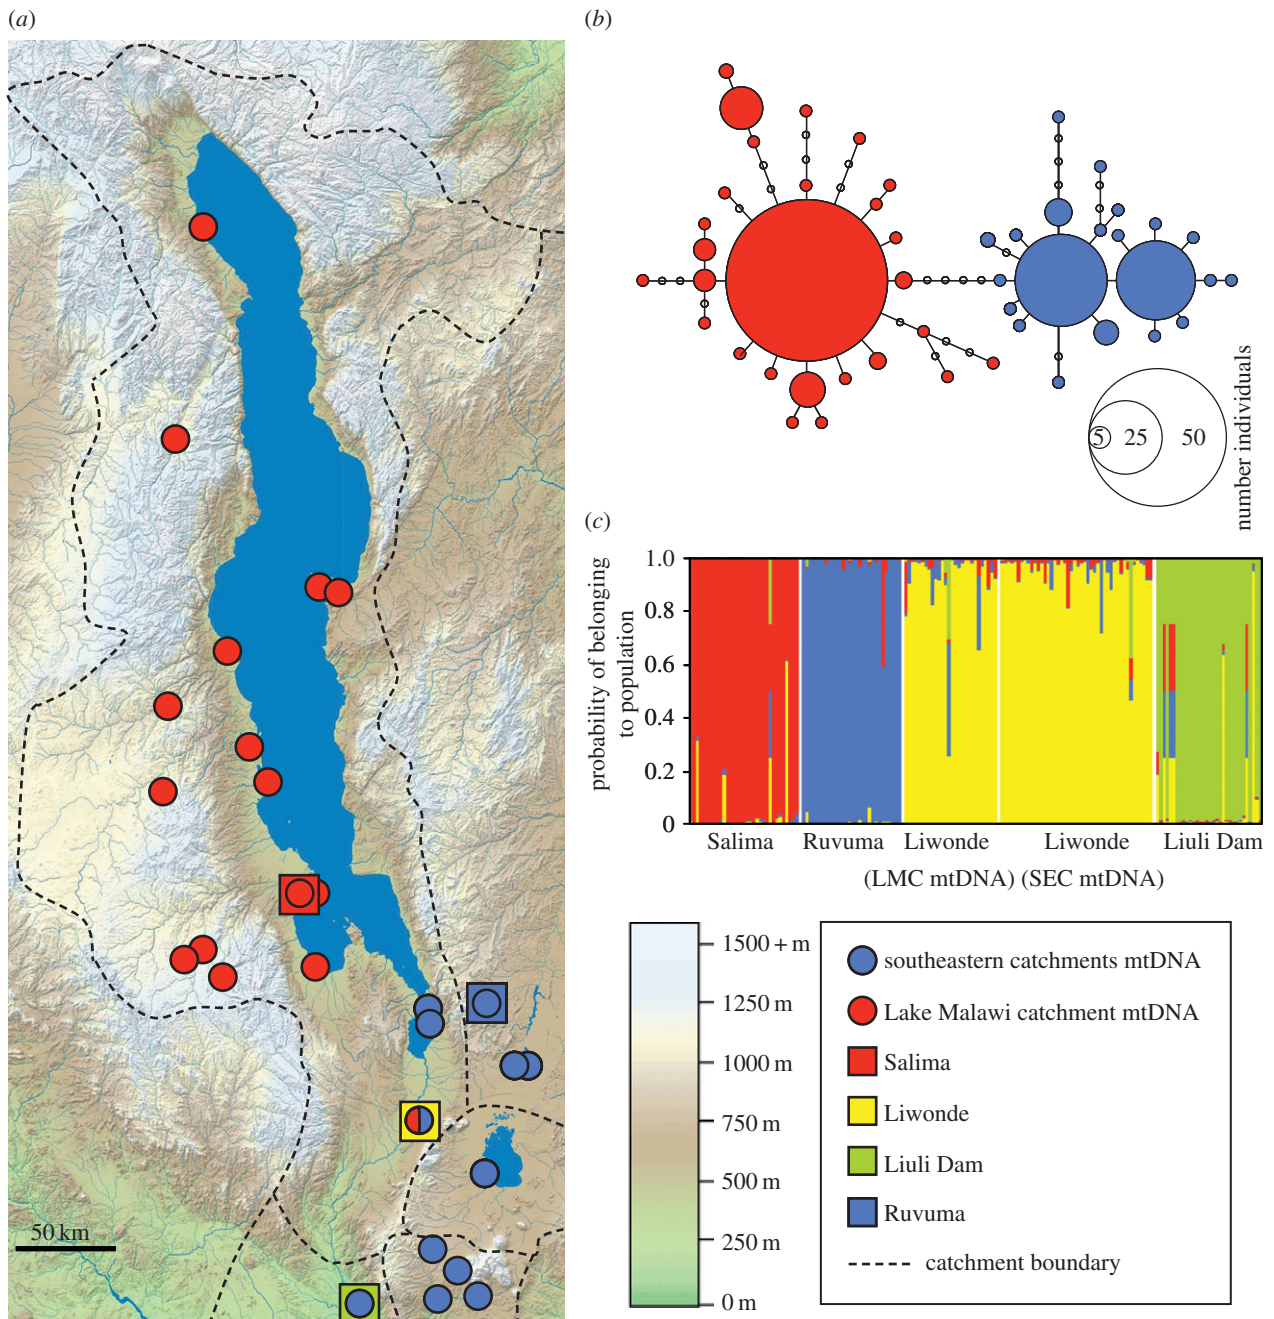 (a)
50 km
(b)
5 25 50
number individuals
(c)
probability of belonging
to population
1.0
0.8
0.6
0.4
0.2
0
Salima Ruvuma Liwonde Liwonde Liuli Dam
(LMC mtDNA) (SEC mtDNA)
1500 + m
1250 m
1000 m
750 m
500 m
250 m
0 m
southeastern catchments mtDNA
Lake Malawi catchment mtDNA
Salima
Liwonde
Liuli Dam
Ruvuma
catchment boundary